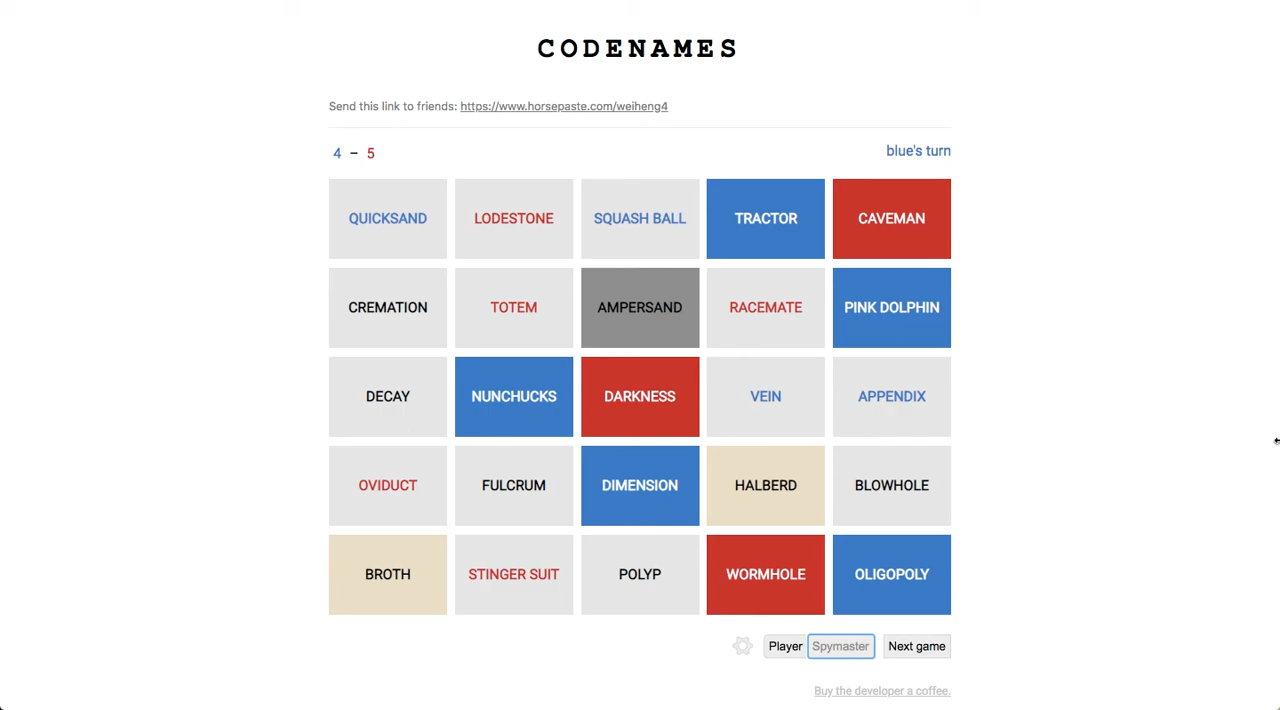 CODENAMES
Send this link to friends: https://www.horsepaste.com/weiheng4
4 – 5 blue's turn
QUICKSAND LODESTONE SQUASH BALL TRACTOR CAVEMAN
CREMATION TOTEM AMPERSAND RACEMATE PINK DOLPHIN
DECAY NUNCHUCKS DARKNESS VEIN APPENDIX
OVIDUCT FULCRUM DIMENSION HALBERD BLOWHOLE
BROTH STINGER SUIT POLYP WORMHOLE OLIGOPOLY
Player Spymaster Next game
Buy the developer a coffee.